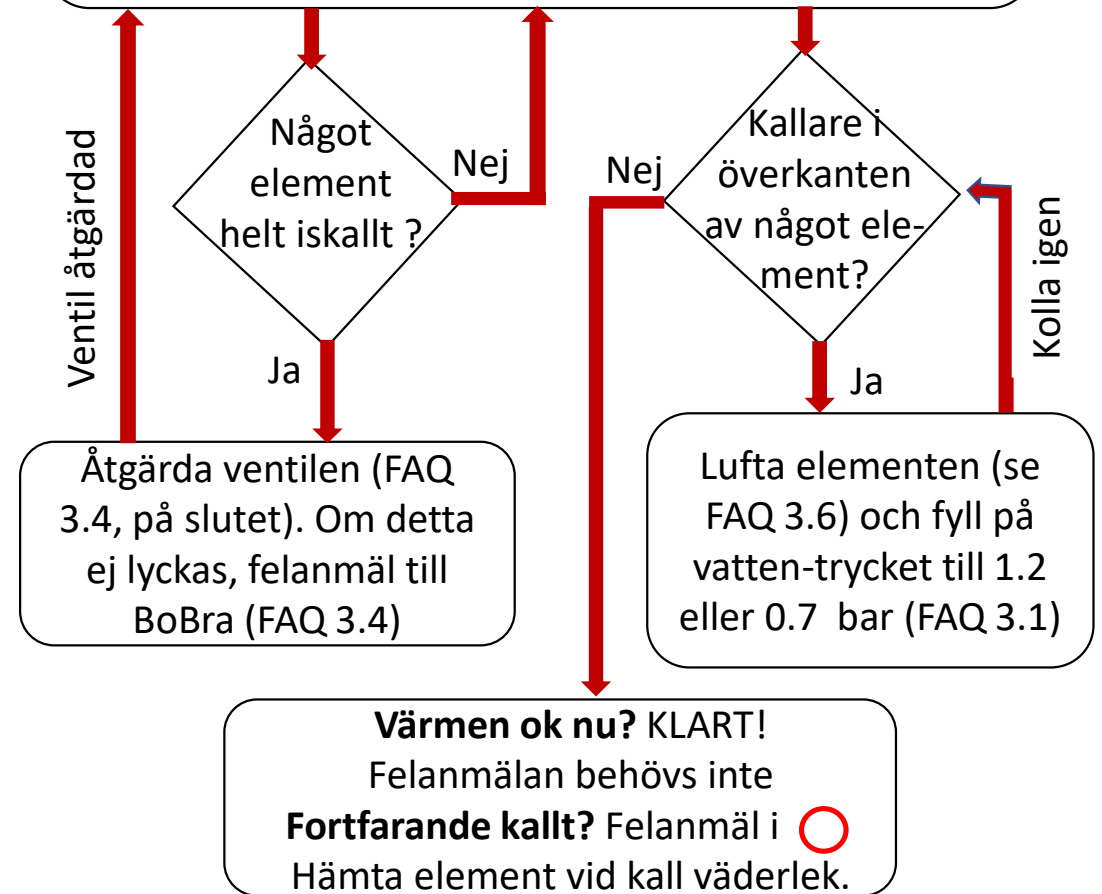 Något
element
helt iskallt ?
Nej
Ja
Ventil åtgärdad
Åtgärda ventilen (FAQ
3.4, på slutet). Om detta
ej lyckas, felanmäl till
BoBra (FAQ 3.4)
Kallare i
överkanten
av något ele-
ment?
Nej
Ja
Kolla igen
Lufta elementen (se
FAQ 3.6) och fyll på
vatten-trycket till 1.2
eller 0.7 bar (FAQ 3.1)
Värmen ok nu? KLART!
Felanmälan behövs inte
Fortfarande kallt? Felanmäl i
Hämta element vid kall väderlek.